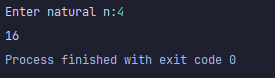 Enter natural n:4
16
Process finished with exit code 0